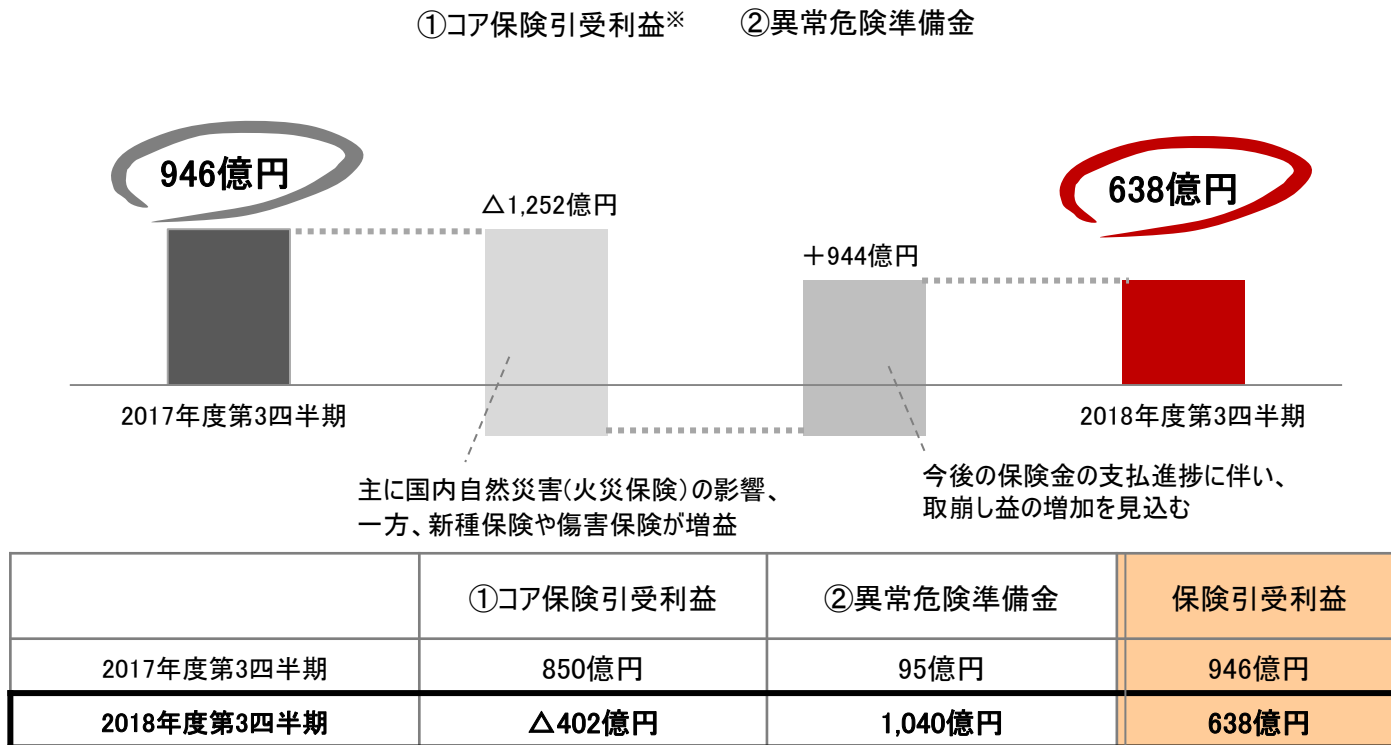 ①コア保険引受利益※ ②異常危険準備金
946億円
638億円
△1,252億円
＋944億円
2017年度第3四半期
2018年度第3四半期
主に国内自然災害(火災保険)の影響、
一方、新種保険や傷害保険が増益
今後の保険金の支払進捗に伴い、
取崩し益の増加を見込む
①コア保険引受利益 ②異常危険準備金 保険引受利益
2017年度第3四半期 850億円 95億円 946億円
2018年度第3四半期 △402億円 1,040億円 638億円